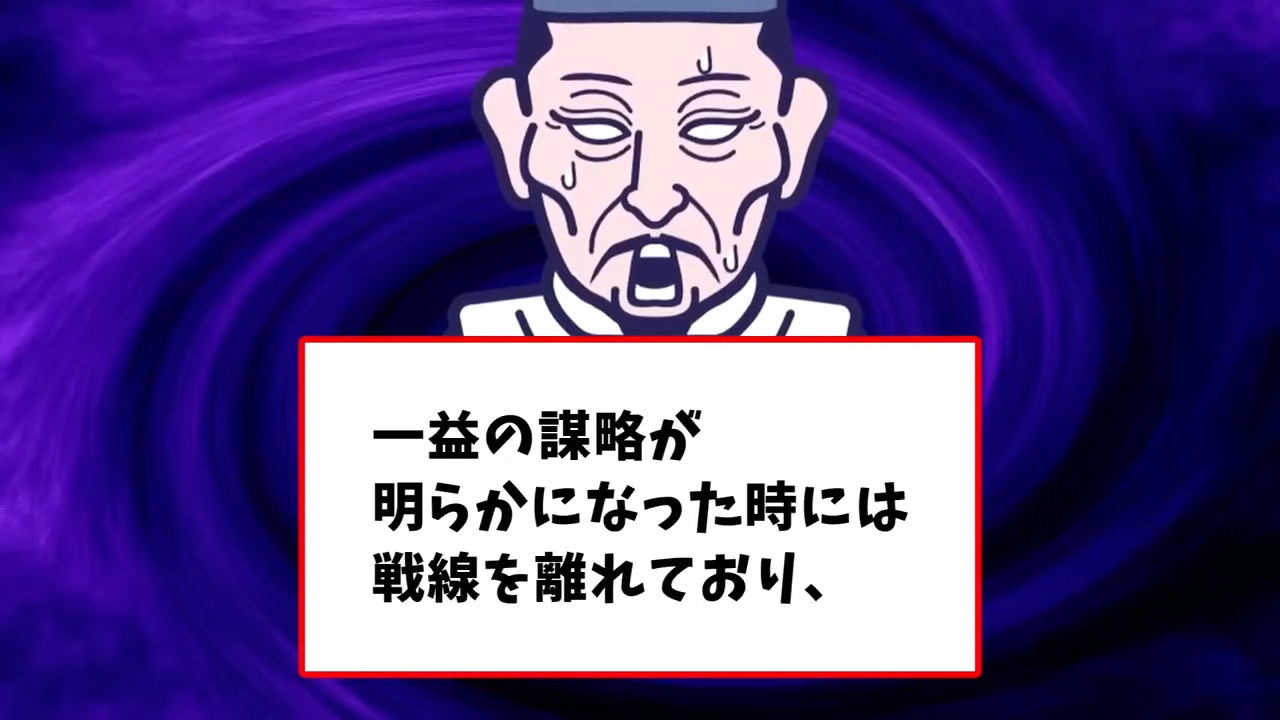 一益の謀略が
明らかになった時には
戦線を離れており、